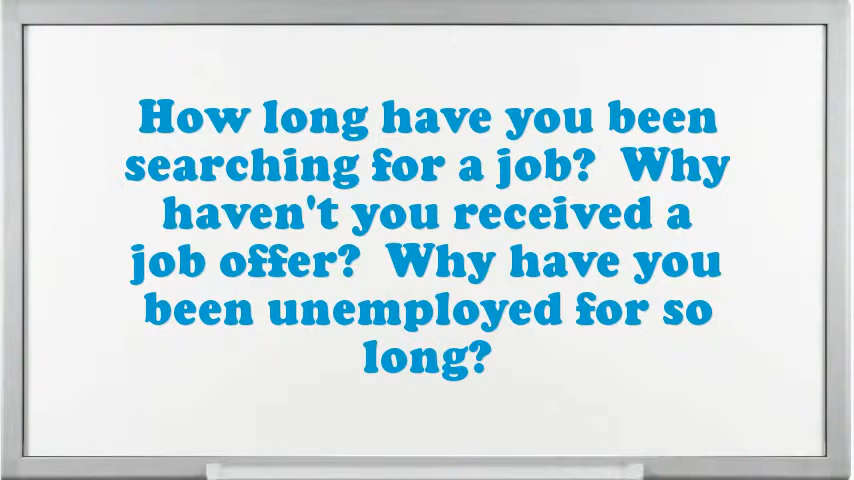 How long have you been
searching for a job?  Why
haven't you received a
job offer?  Why have you
been unemployed for so
long?